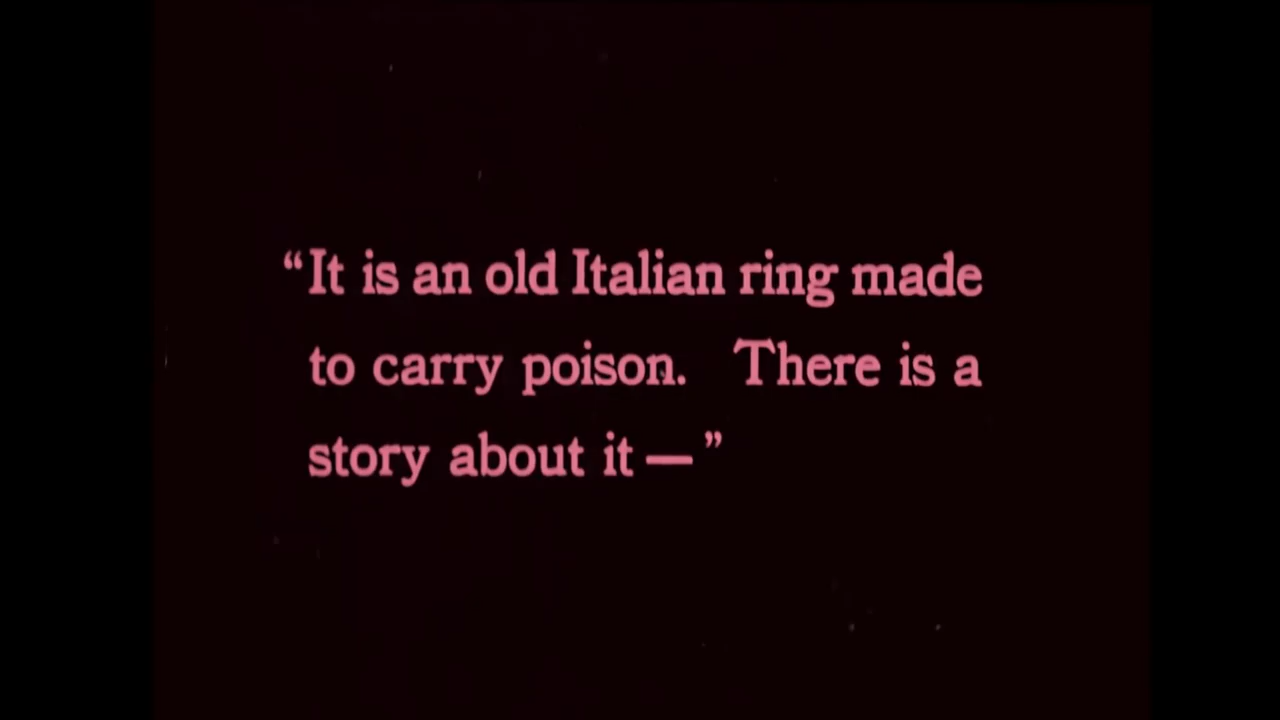 “It is an old Italian ring made
to carry poison. There is a
story about it—”